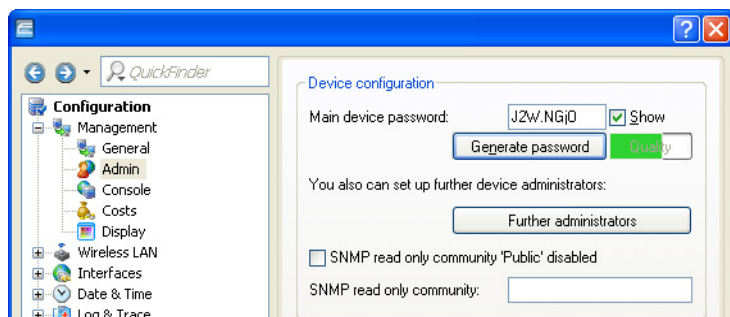 QuickFinder
Configuration
Management
General
Admin
Console
Costs
Display
Wireless LAN
Interfaces
Date & Time
Log & Trace
Device configuration
Main device password:
J2W.NGjO
Show
Generate password
Quality
You also can set up further device administrators:
Further administrators
SNMP read only community 'Public' disabled
SNMP read only community: